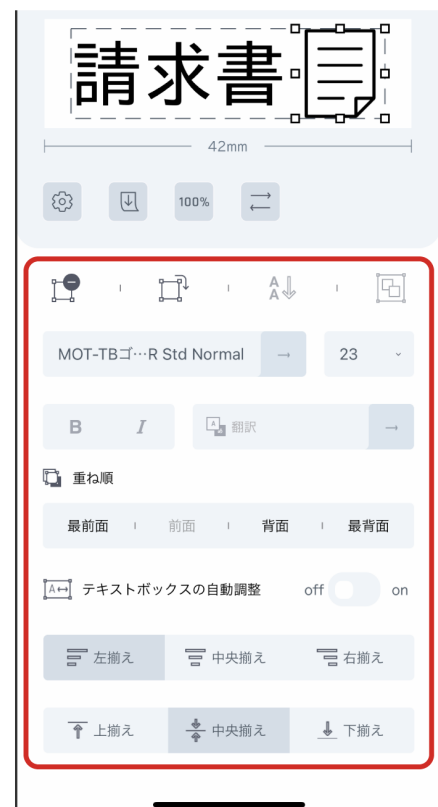 請求書
42mm
100%
MOT-TBゴ…R Std Normal → 23
B I 翻訳 →
重ね順
最前面 前面 背面 最背面
テキストボックスの自動調整 off on
左揃え 中央揃え 右揃え
上揃え 中央揃え 下揃え